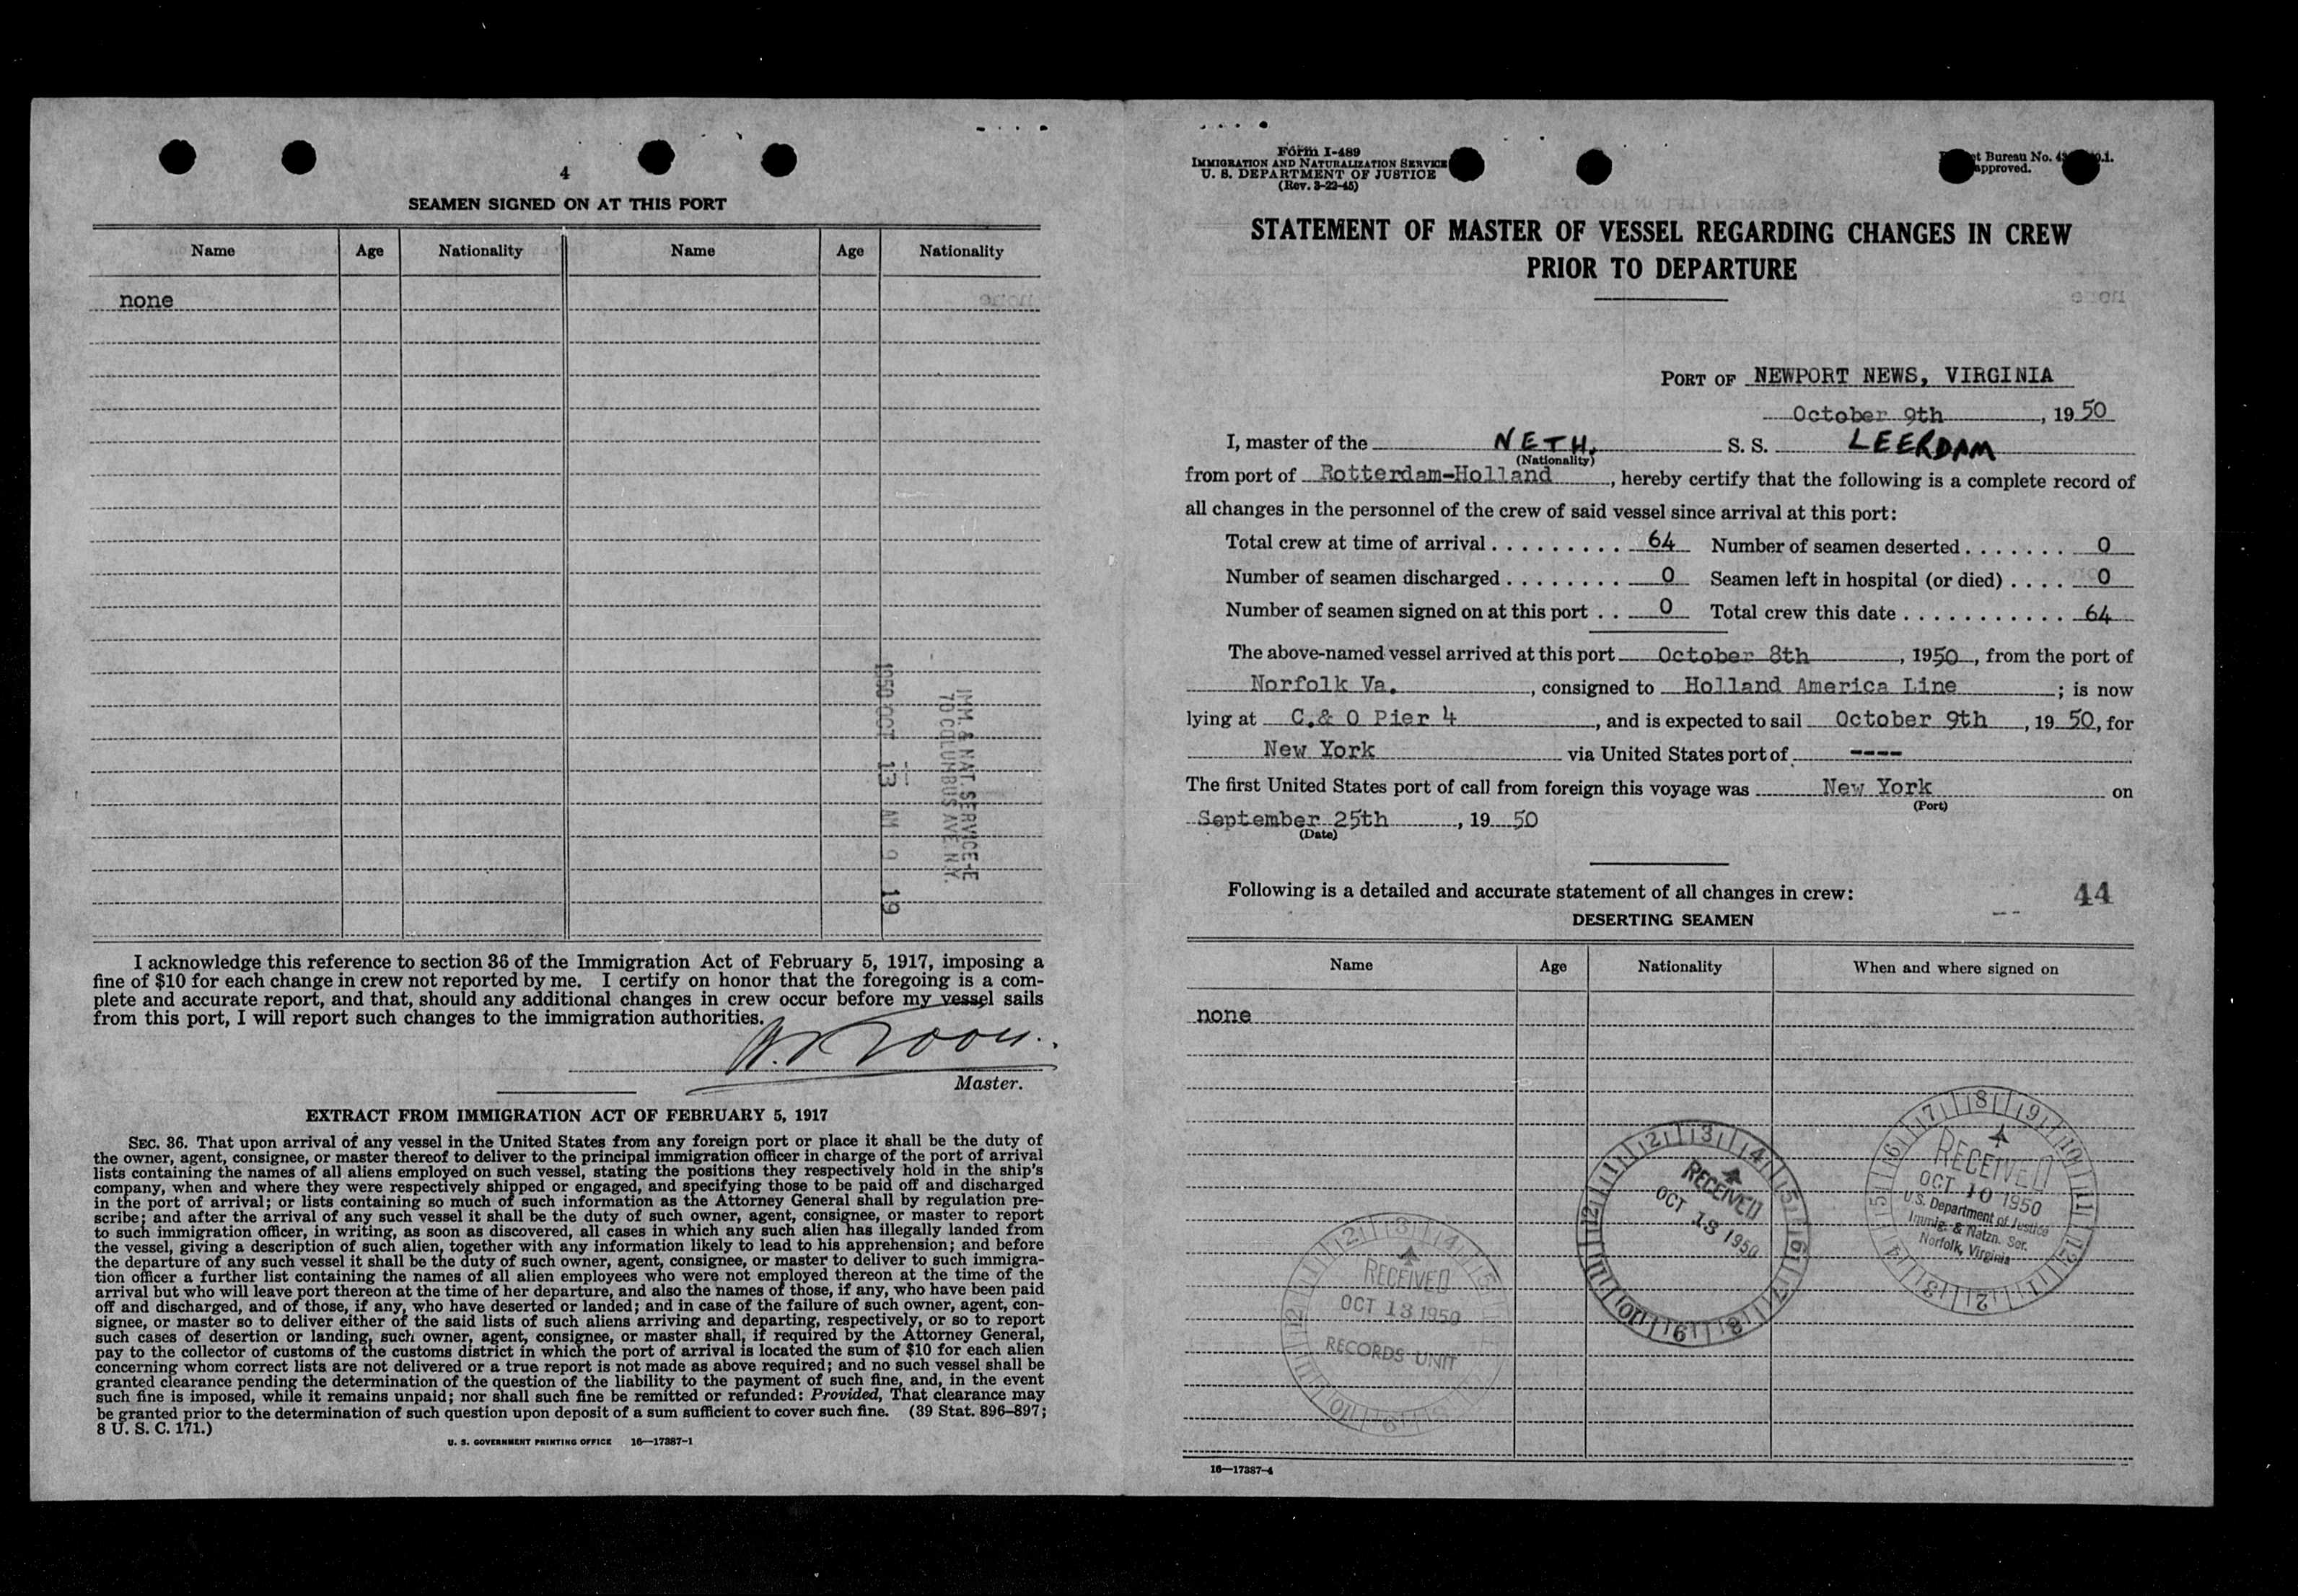 4
SEAMEN SIGNED ON AT THIS PORT
Name Age Nationality Name Age Nationality
none
1950 OCT 13 AM 9 19
IMM. & NAT. SERVICE-E
70 COLUMBUS AVE N.Y.
I acknowledge this reference to section 36 of the Immigration Act of February 5, 1917, imposing a
fine of $10 for each change in crew not reported by me. I certify on honor that the foregoing is a com-
plete and accurate report, and that, should any additional changes in crew occur before my vessel sails
from this port, I will report such changes to the immigration authorities.
Master.
EXTRACT FROM IMMIGRATION ACT OF FEBRUARY 5, 1917
SEC. 36. That upon arrival of any vessel in the United States from any foreign port or place it shall be the duty of
the owner, agent, consignee, or master thereof to deliver to the principal immigration officer in charge of the port of arrival
lists containing the names of all aliens employed on such vessel, stating the positions they respectively hold in the ship's
company, when and where they were respectively shipped or engaged, and specifying those to be paid off and discharged
in the port of arrival; or lists containing so much of such information as the Attorney General shall by regulation pre-
scribe; and after the arrival of any such vessel it shall be the duty of such owner, agent, consignee, or master to report
to such immigration officer, in writing, as soon as discovered, all cases in which any such alien has illegally landed from
the vessel, giving a description of such alien, together with any information likely to lead to his apprehension; and before
the departure of any such vessel it shall be the duty of such owner, agent, consignee, or master to deliver to such immigra-
tion officer a further list containing the names of all alien employees who were not employed thereon at the time of the
arrival but who will leave port thereon at the time of her departure, and also the names of those, if any, who have been paid
off and discharged, and of those, if any, who have deserted or landed; and in case of the failure of such owner, agent, con-
signee, or master so to deliver either of the said lists of such aliens arriving and departing, respectively, or so to report
such cases of desertion or landing, such owner, agent, consignee, or master shall, if required by the Attorney General,
pay to the collector of customs of the customs district in which the port of arrival is located the sum of $10 for each alien
concerning whom correct lists are not delivered or a true report is not made as above required; and no such vessel shall be
granted clearance pending the determination of the question of the liability to the payment of such fine, and, in the event
such fine is imposed, while it remains unpaid; nor shall such fine be remitted or refunded: Provided, That clearance may
be granted prior to the determination of such question upon deposit of a sum sufficient to cover such fine. (39 Stat. 896–897;
8 U. S. C. 171.)
U. S. GOVERNMENT PRINTING OFFICE 16—17387-1
Form I-489
IMMIGRATION AND NATURALIZATION SERVICE
U. S. DEPARTMENT OF JUSTICE
(Rev. 3-22-45)
Bureau No.
approved.
STATEMENT OF MASTER OF VESSEL REGARDING CHANGES IN CREW
PRIOR TO DEPARTURE
PORT OF NEWPORT NEWS, VIRGINIA
October 9th, 1950
I, master of the NETH. S. S. LEERDAM
(Nationality)
from port of Rotterdam-Holland, hereby certify that the following is a complete record of
all changes in the personnel of the crew of said vessel since arrival at this port:
Total crew at time of arrival . . . . . . . . . 64 Number of seamen deserted . . . . . . . 0
Number of seamen discharged . . . . . . . . 0 Seamen left in hospital (or died) . . . . 0
Number of seamen signed on at this port . . 0 Total crew this date . . . . . . . . . . . 64
The above-named vessel arrived at this port October 8th, 1950, from the port of
Norfolk Va., consigned to Holland America Line; is now
lying at C.& O Pier 4, and is expected to sail October 9th, 1950, for
New York via United States port of ----
The first United States port of call from foreign this voyage was New York on
(Port)
September 25th, 1950
(Date)
Following is a detailed and accurate statement of all changes in crew: 44
DESERTING SEAMEN
Name Age Nationality When and where signed on
none
RECEIVED
OCT 13 1950
RECORDS UNIT
RECEIVED
OCT 13 1950
RECEIVED
OCT 10 1950
U.S. Department of Justice
Immig. & Natzn. Ser.
Norfolk, Virginia
16—17387-4